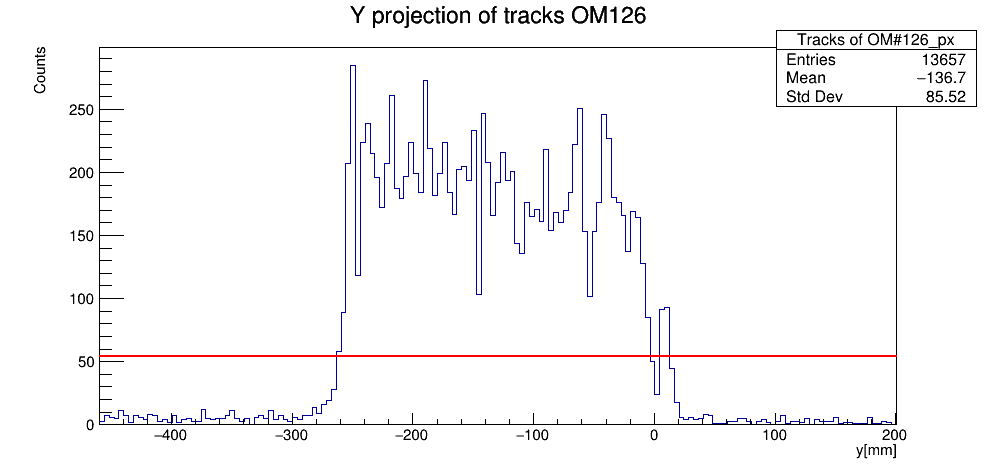 Y projection of tracks OM126
Tracks of OM#126_px
Entries 13657
Mean −136.7
Std Dev 85.52
Counts
250
200
150
100
50
0
−400 −300 −200 −100 0 100 200
y[mm]